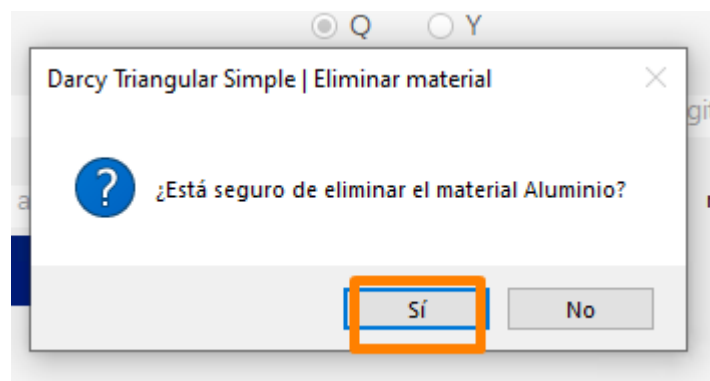 Q Y
Darcy Triangular Simple | Eliminar material
¿Está seguro de eliminar el material Aluminio?
Sí No